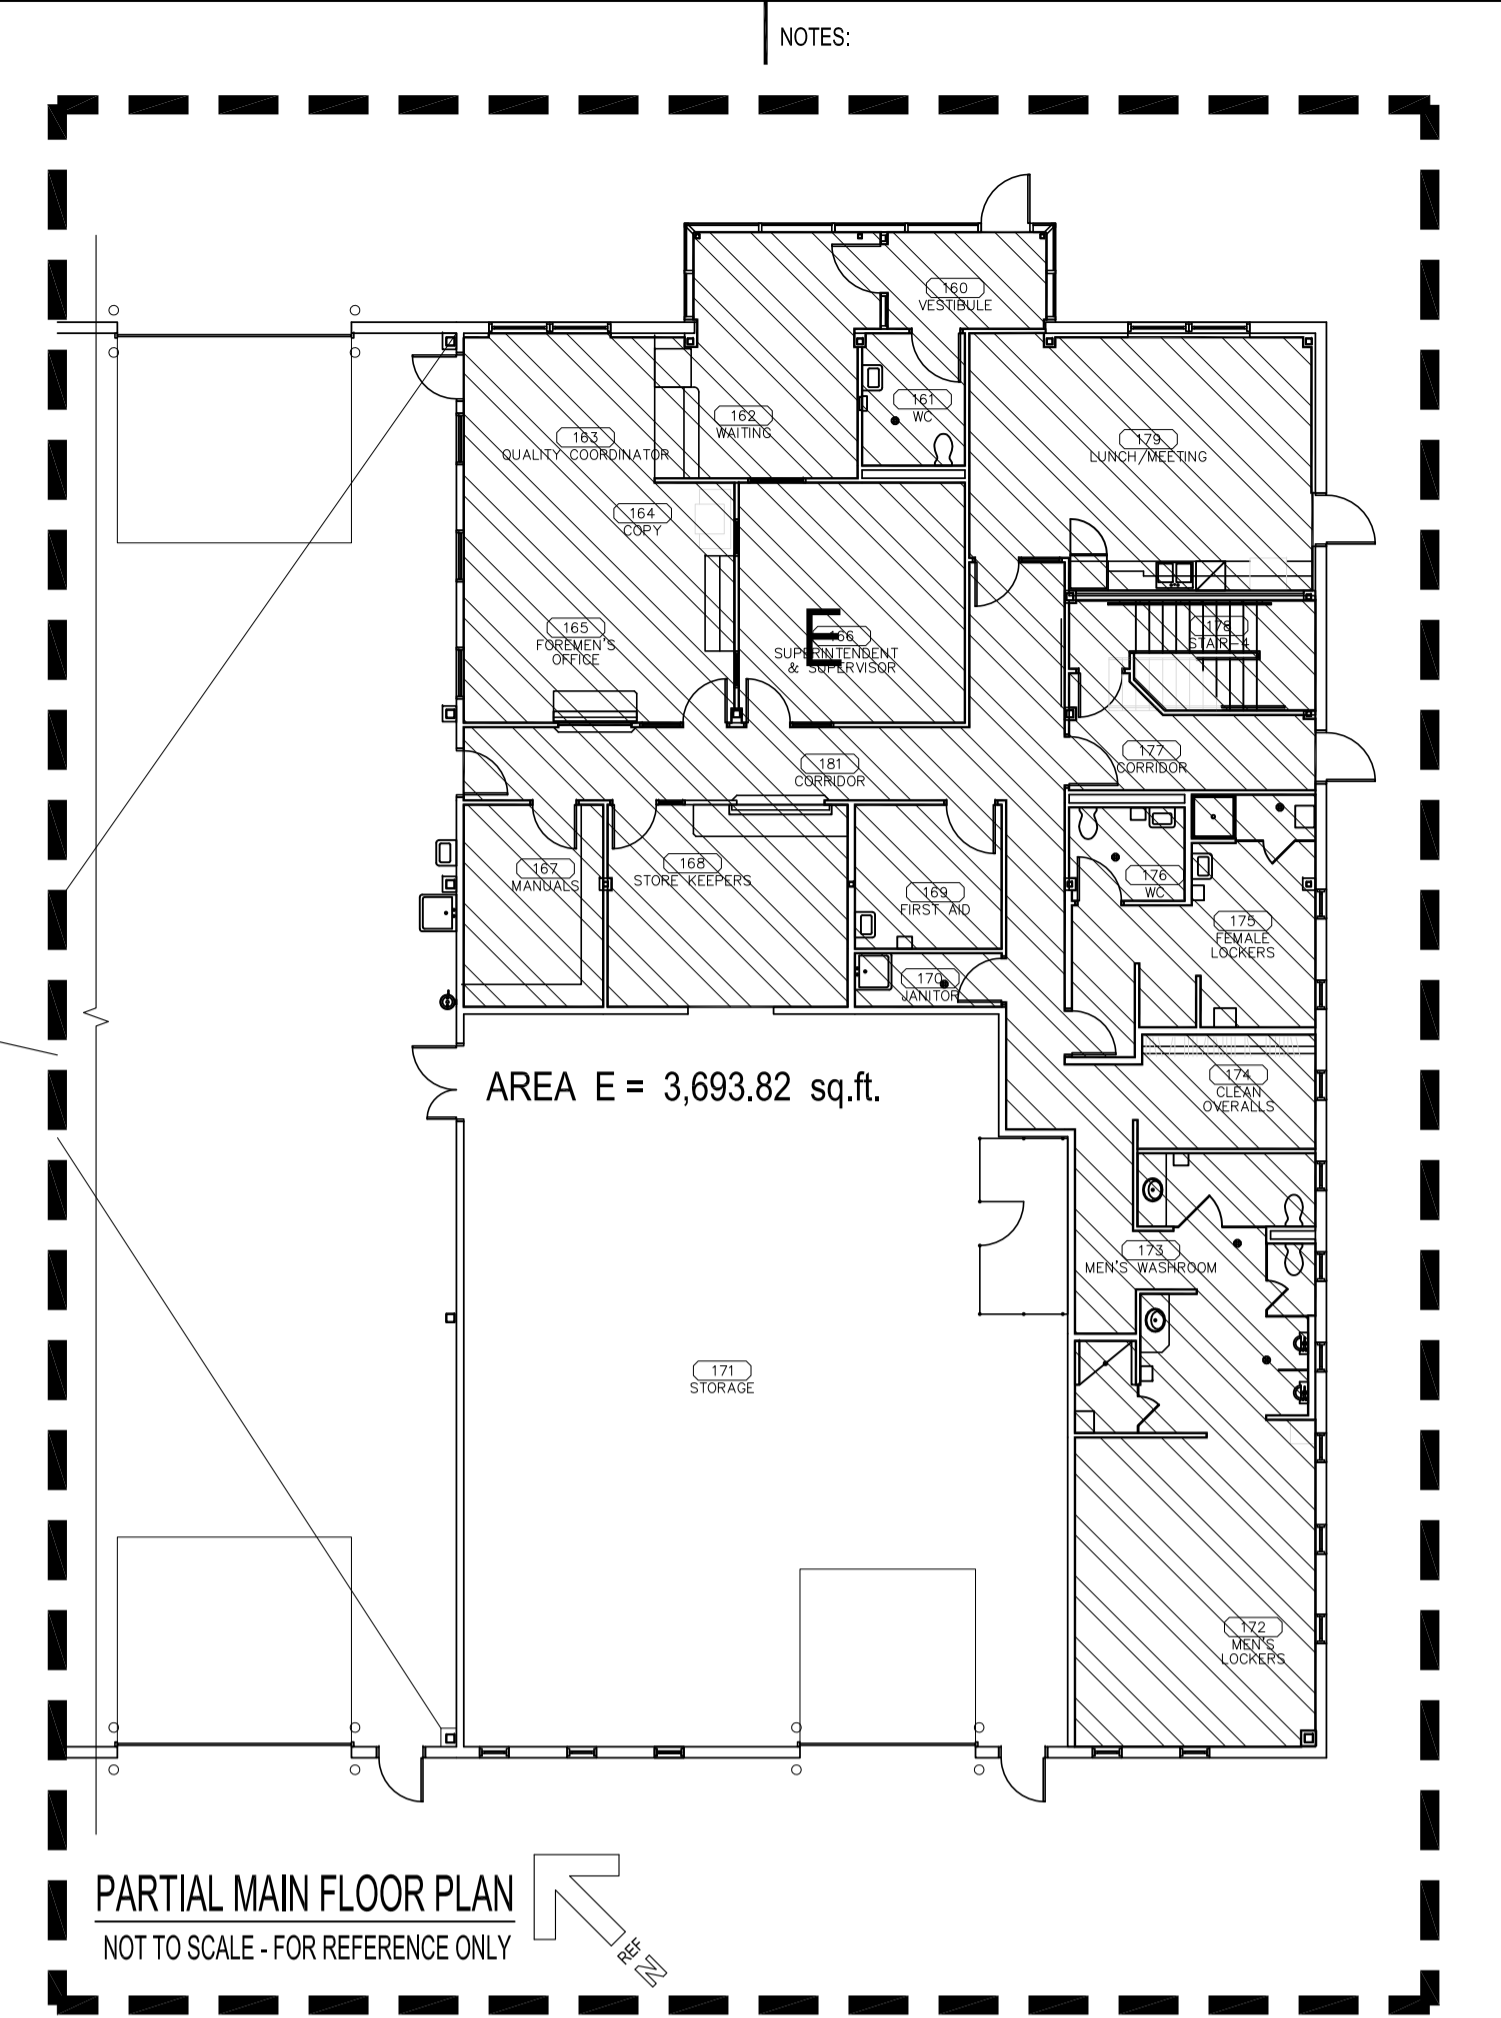 NOTES:
160
VESTIBULE
161
WC
162
WAITING
163
QUALITY COORDINATOR
179
LUNCH/MEETING
164
COPY
165
FOREMEN'S
OFFICE
E
166
SUPERINTENDENT
& SUPERVISOR
178
STAIR-4
177
CORRIDOR
181
CORRIDOR
167
MANUALS
168
STORE KEEPERS
169
FIRST AID
176
WC
175
FEMALE
LOCKERS
170
JANITOR
AREA E = 3,693.82 sq.ft.
174
CLEAN
OVERALLS
173
MEN'S WASHROOM
171
STORAGE
172
MEN'S
LOCKERS
PARTIAL MAIN FLOOR PLAN
NOT TO SCALE - FOR REFERENCE ONLY
REF
N